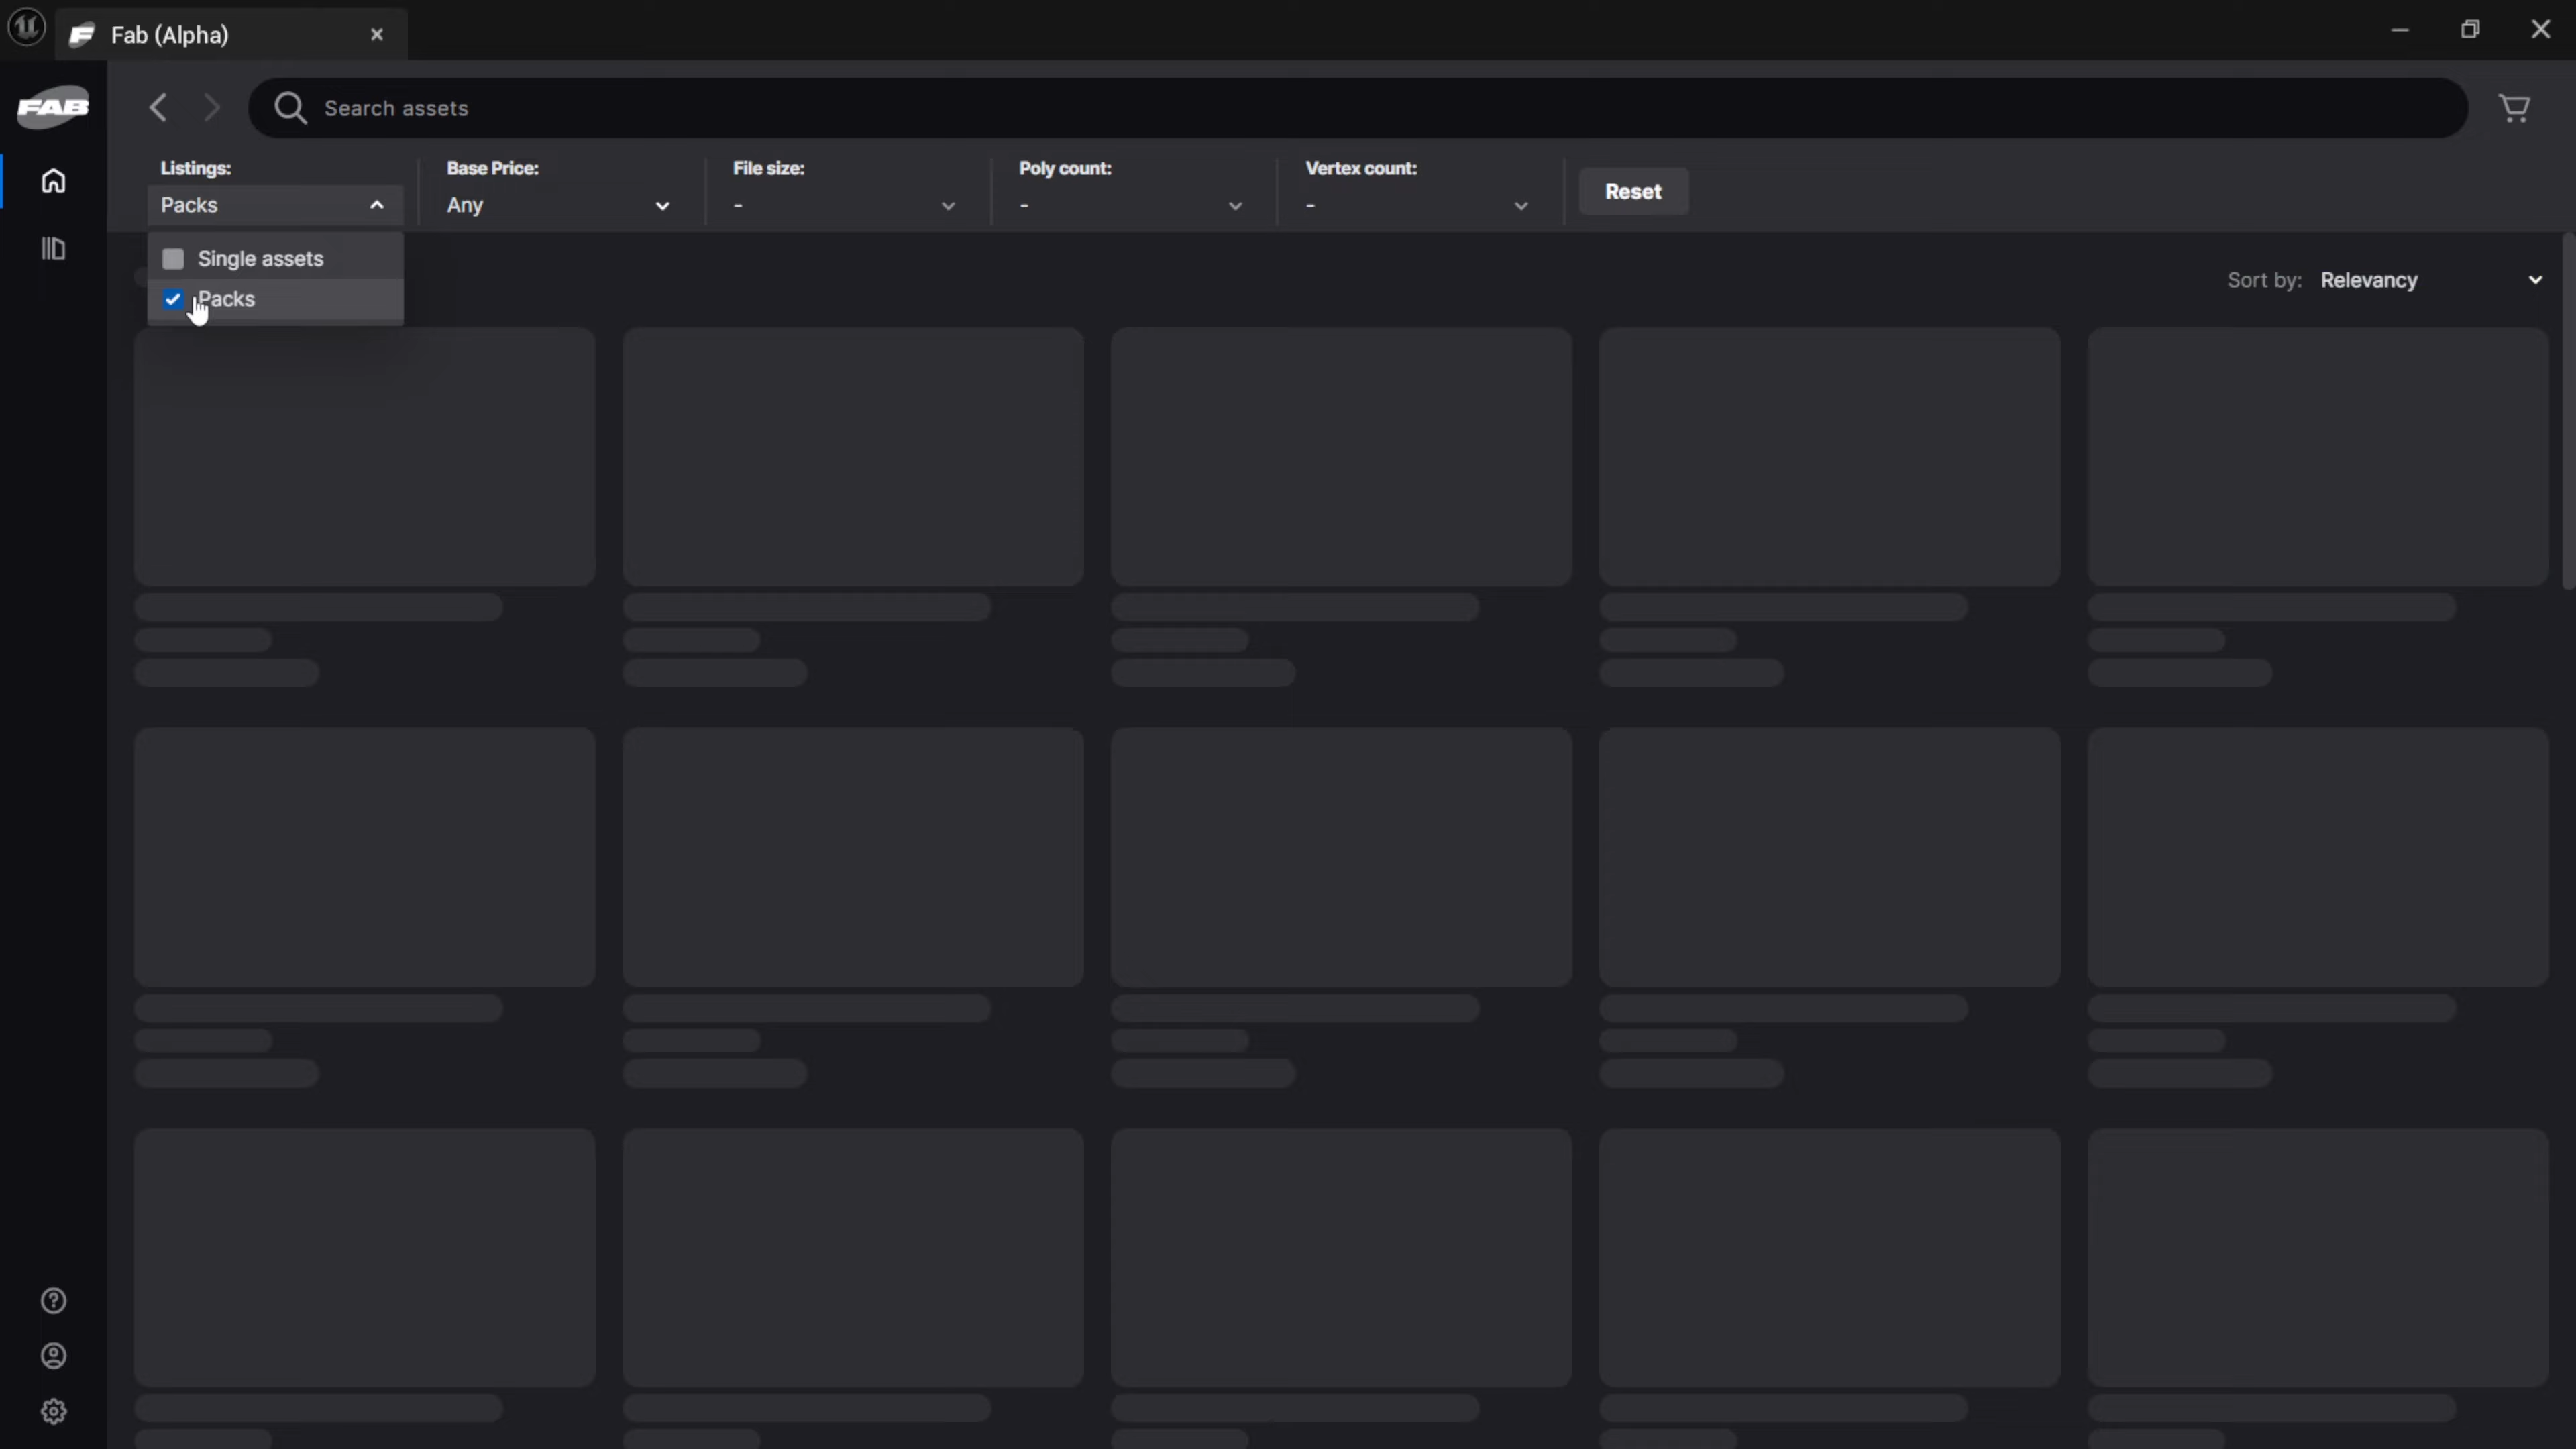 Fab (Alpha)
FAB
Search assets
Listings:
Base Price:
File size:
Poly count:
Vertex count:
Packs
Any
-
-
-
Reset
Single assets
Packs
Sort by: Relevancy